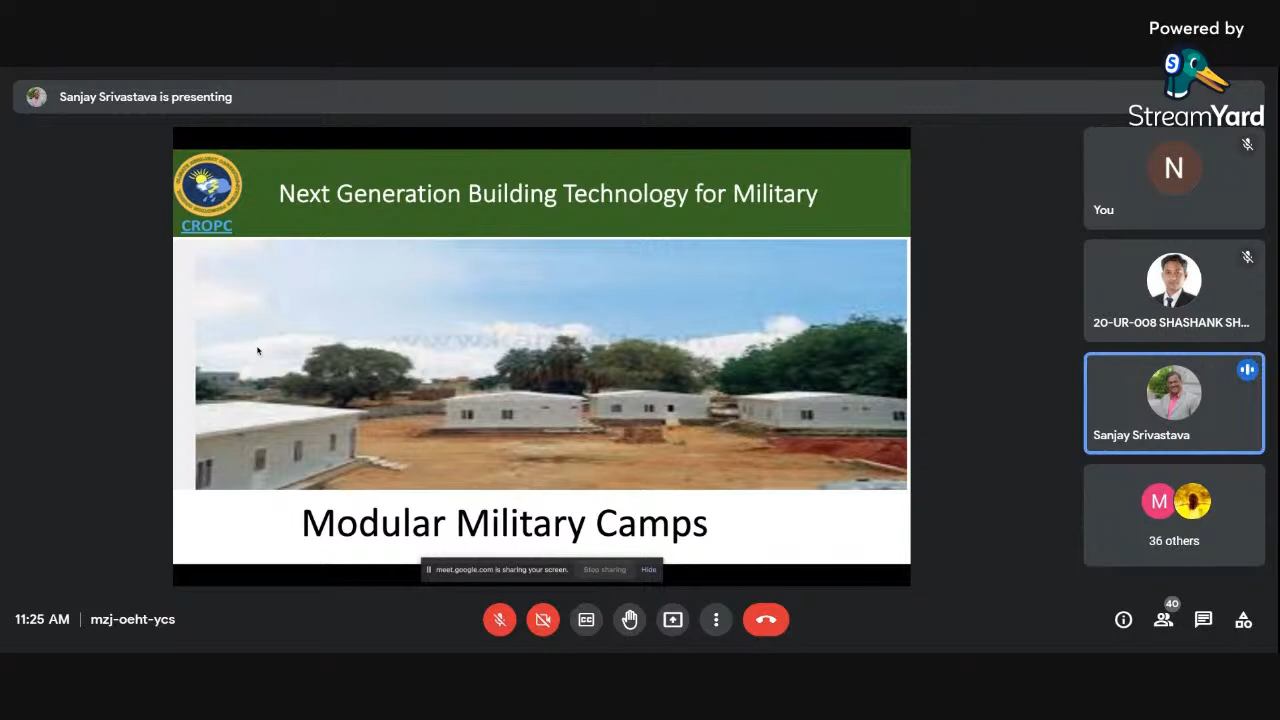 Powered by
StreamYard
Sanjay Srivastava is presenting
CROPC
Next Generation Building Technology for Military
Modular Military Camps
meet.google.com is sharing your screen. Stop sharing Hide
N
You
20-UR-008 SHASHANK SH...
Sanjay Srivastava
M
36 others
11:25 AM | mzj-oeht-ycs
40